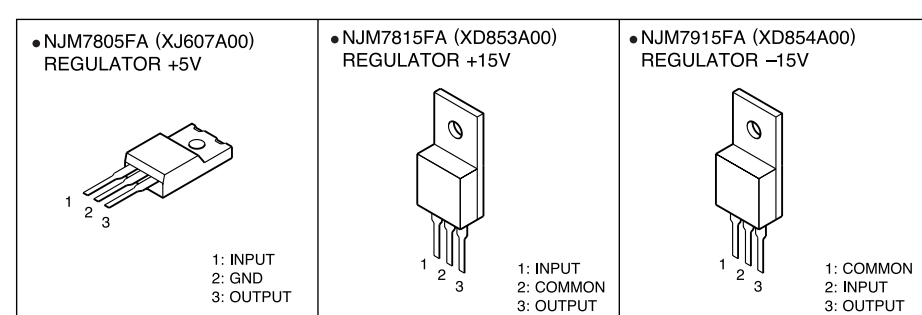 ● NJM7805FA (XJ607A00)
REGULATOR +5V
1
2
3
1: INPUT
2: GND
3: OUTPUT
● NJM7815FA (XD853A00)
REGULATOR +15V
1
2
3
1: INPUT
2: COMMON
3: OUTPUT
● NJM7915FA (XD854A00)
REGULATOR –15V
1
2
3
1: COMMON
2: INPUT
3: OUTPUT